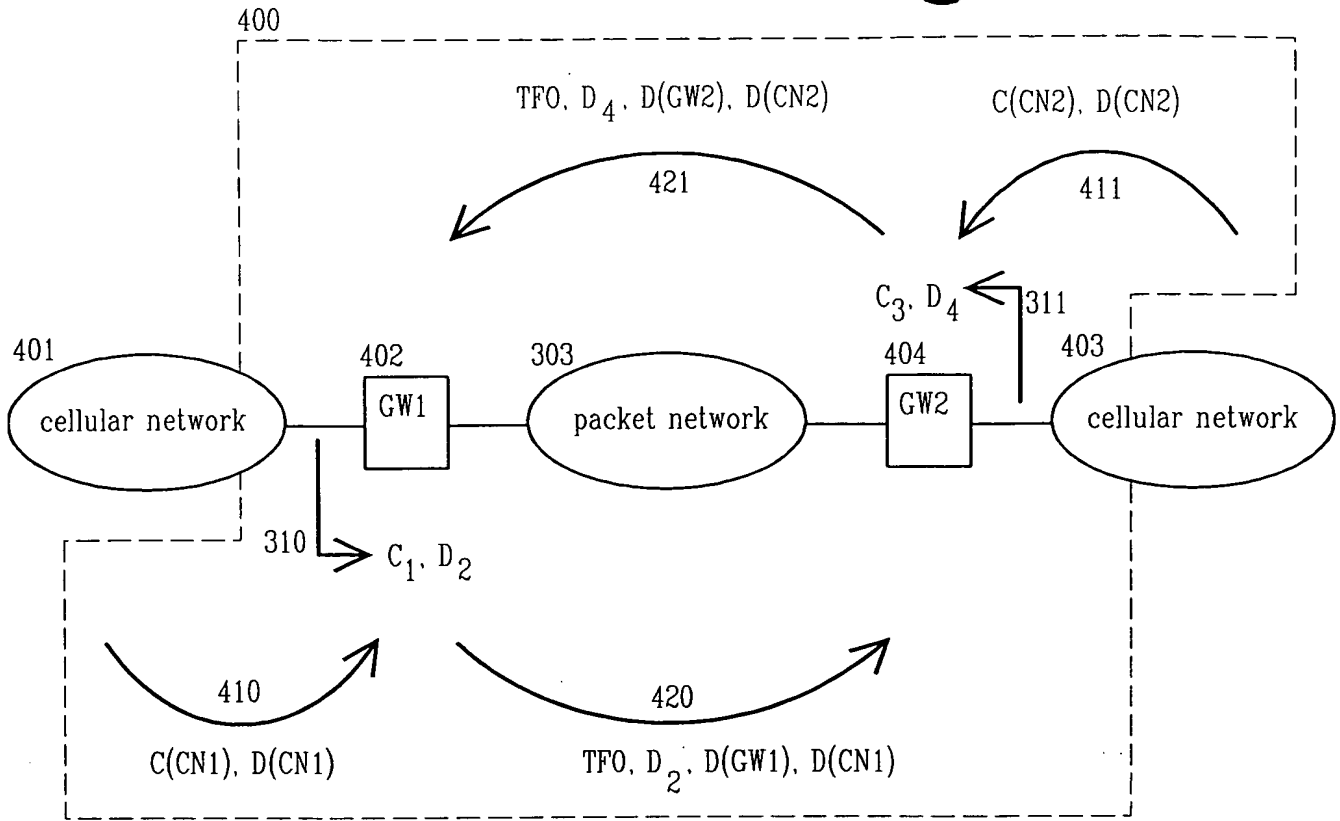 400
TFO, D4, D(GW2), D(CN2)
C(CN2), D(CN2)
421
411
C3, D4
311
401
402
303
404
403
cellular network
GW1
packet network
GW2
cellular network
310
C1, D2
410
420
C(CN1), D(CN1)
TFO, D2, D(GW1), D(CN1)